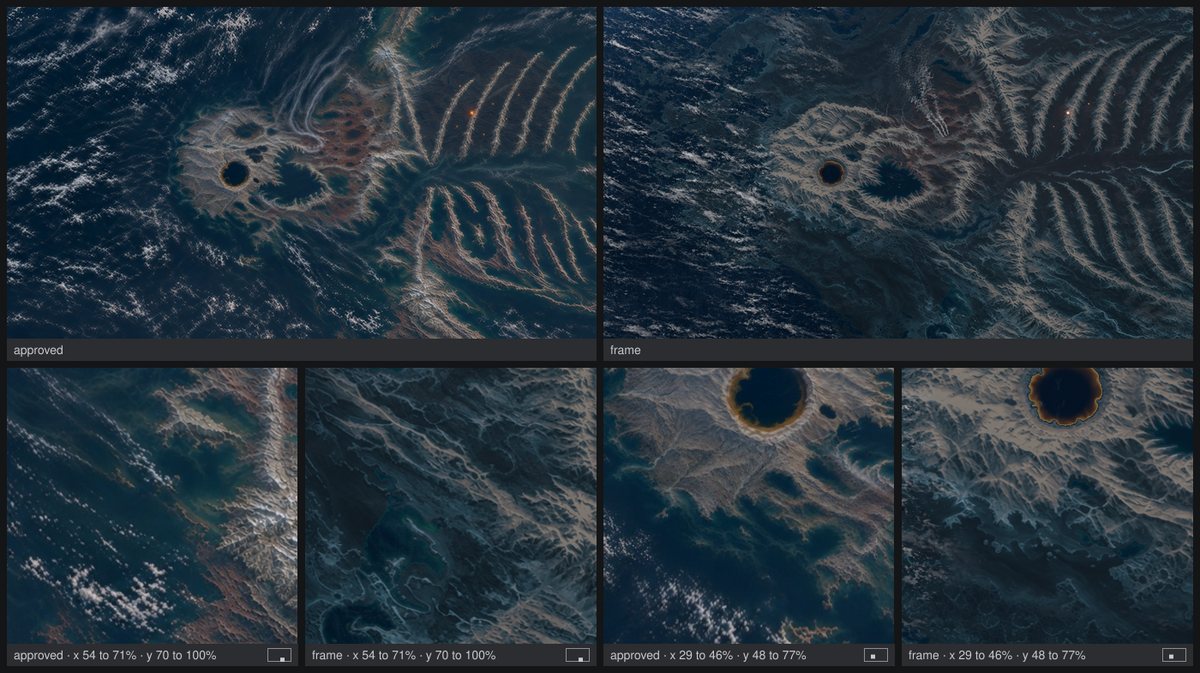 approved
frame
approved · x 54 to 71% · y 70 to 100%
frame · x 54 to 71% · y 70 to 100%
approved · x 29 to 46% · y 48 to 77%
frame · x 29 to 46% · y 48 to 77%